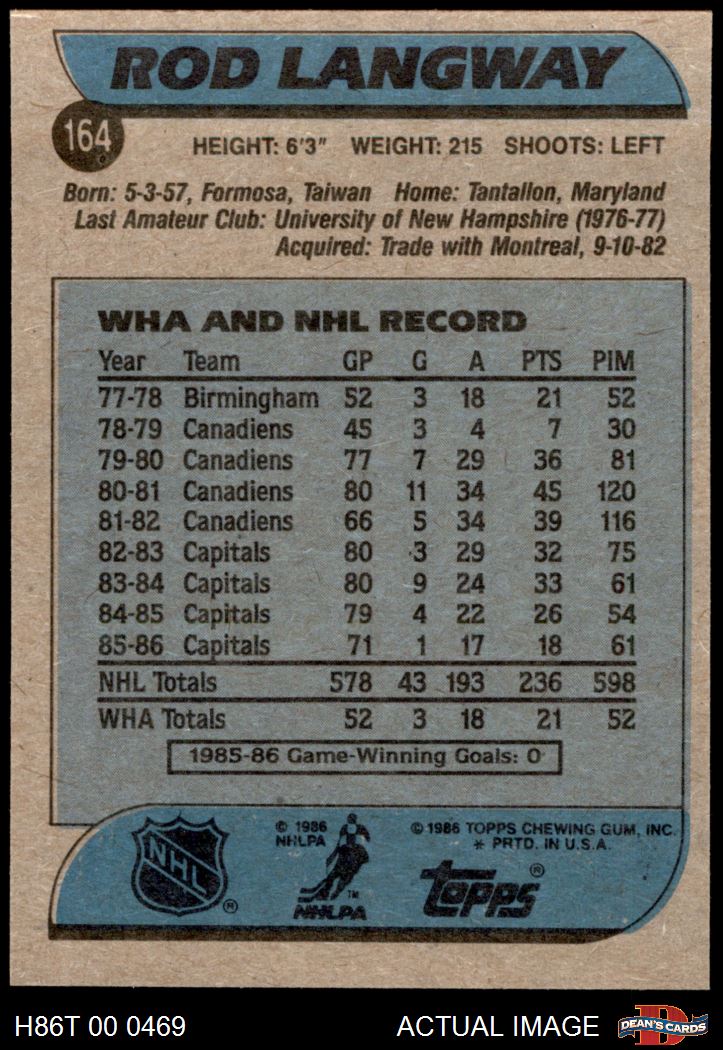 ROD LANGWAY
164
HEIGHT: 6'3" WEIGHT: 215 SHOOTS: LEFT
Born: 5-3-57, Formosa, Taiwan Home: Tantallon, Maryland
Last Amateur Club: University of New Hampshire (1976-77)
Acquired: Trade with Montreal, 9-10-82
WHA AND NHL RECORD
Year Team GP G A PTS PIM
77-78 Birmingham 52 3 18 21 52
78-79 Canadiens 45 3 4 7 30
79-80 Canadiens 77 7 29 36 81
80-81 Canadiens 80 11 34 45 120
81-82 Canadiens 66 5 34 39 116
82-83 Capitals 80 3 29 32 75
83-84 Capitals 80 9 24 33 61
84-85 Capitals 79 4 22 26 54
85-86 Capitals 71 1 17 18 61
NHL Totals 578 43 193 236 598
WHA Totals 52 3 18 21 52
1985-86 Game-Winning Goals: 0
NHL ®
© 1986
NHLPA
TM
NHLPA
© 1986 TOPPS CHEWING GUM, INC.
* PRTD. IN U.S.A.
topps ®
H86T 00 0469 ACTUAL IMAGE
D
DEAN'S CARDS